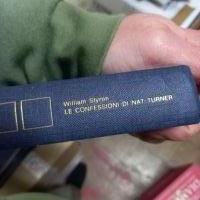 William Styron
LE CONFESSIONI DI NAT TURNER